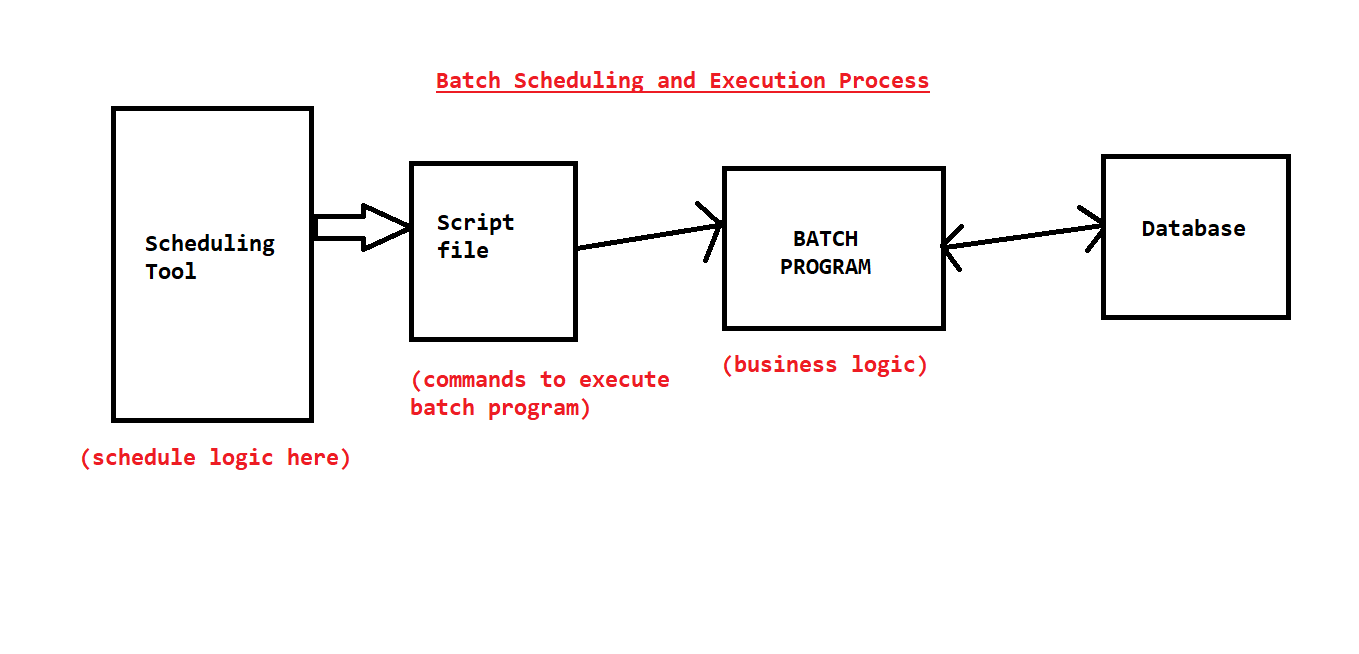 Batch Scheduling and Execution Process
Scheduling
Tool
(schedule logic here)
Script
file
(commands to execute
batch program)
BATCH
PROGRAM
(business logic)
Database